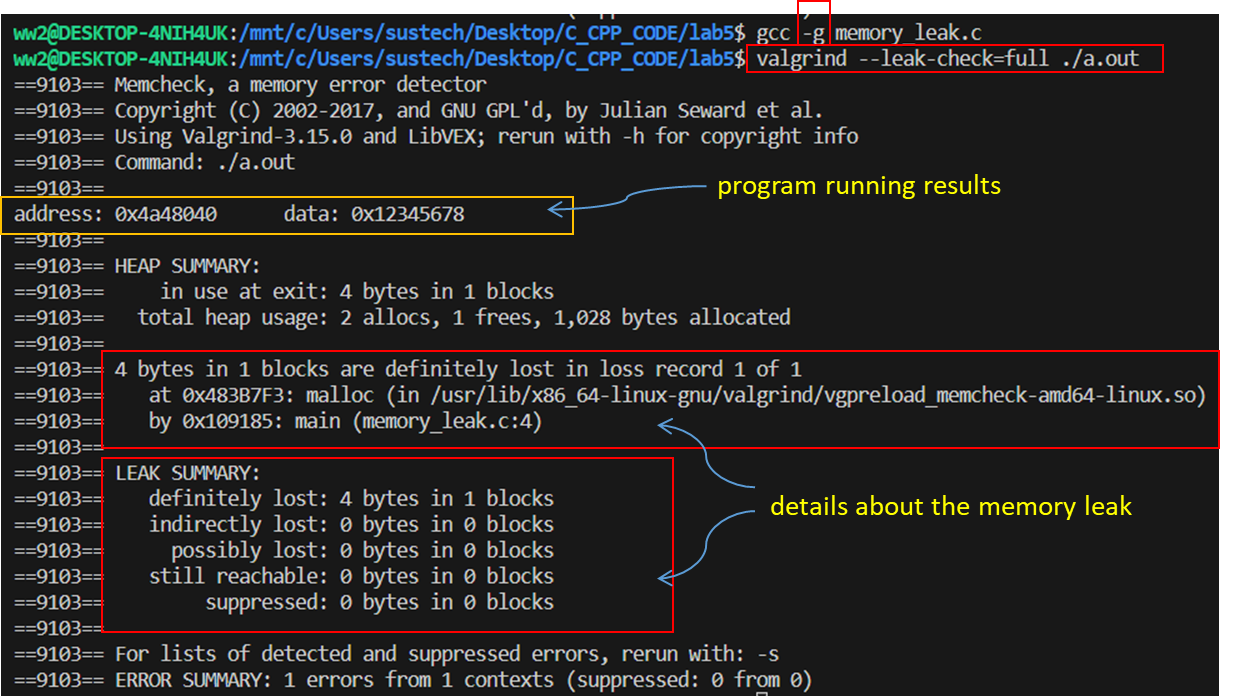 ww2@DESKTOP-4NIH4UK:/mnt/c/Users/sustech/Desktop/C_CPP_CODE/lab5$ gcc -g memory_leak.c
ww2@DESKTOP-4NIH4UK:/mnt/c/Users/sustech/Desktop/C_CPP_CODE/lab5$ valgrind --leak-check=full ./a.out
==9103== Memcheck, a memory error detector
==9103== Copyright (C) 2002-2017, and GNU GPL'd, by Julian Seward et al.
==9103== Using Valgrind-3.15.0 and LibVEX; rerun with -h for copyright info
==9103== Command: ./a.out
==9103==
program running results
address: 0x4a48040      data: 0x12345678
==9103==
==9103== HEAP SUMMARY:
==9103==     in use at exit: 4 bytes in 1 blocks
==9103==   total heap usage: 2 allocs, 1 frees, 1,028 bytes allocated
==9103==
==9103== 4 bytes in 1 blocks are definitely lost in loss record 1 of 1
==9103==    at 0x483B7F3: malloc (in /usr/lib/x86_64-linux-gnu/valgrind/vgpreload_memcheck-amd64-linux.so)
==9103==    by 0x109185: main (memory_leak.c:4)
==9103==
==9103== LEAK SUMMARY:
==9103==    definitely lost: 4 bytes in 1 blocks
details about the memory leak
==9103==    indirectly lost: 0 bytes in 0 blocks
==9103==      possibly lost: 0 bytes in 0 blocks
==9103==    still reachable: 0 bytes in 0 blocks
==9103==         suppressed: 0 bytes in 0 blocks
==9103==
==9103== For lists of detected and suppressed errors, rerun with: -s
==9103== ERROR SUMMARY: 1 errors from 1 contexts (suppressed: 0 from 0)